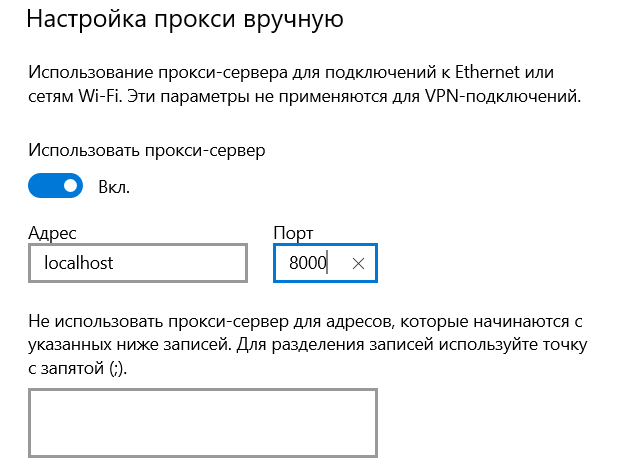 Настройка прокси вручную
Использование прокси-сервера для подключений к Ethernet или
сетям Wi-Fi. Эти параметры не применяются для VPN-подключений.
Использовать прокси-сервер
Вкл.
Адрес Порт
localhost 8000
Не использовать прокси-сервер для адресов, которые начинаются с
указанных ниже записей. Для разделения записей используйте точку
с запятой (;).